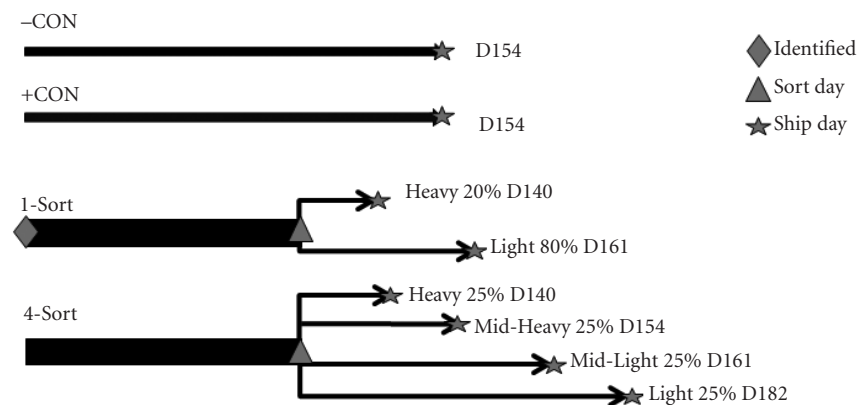 –CON
D154
+CON
D154
Identified
Sort day
Ship day
1-Sort
Heavy 20% D140
Light 80% D161
4-Sort
Heavy 25% D140
Mid-Heavy 25% D154
Mid-Light 25% D161
Light 25% D182